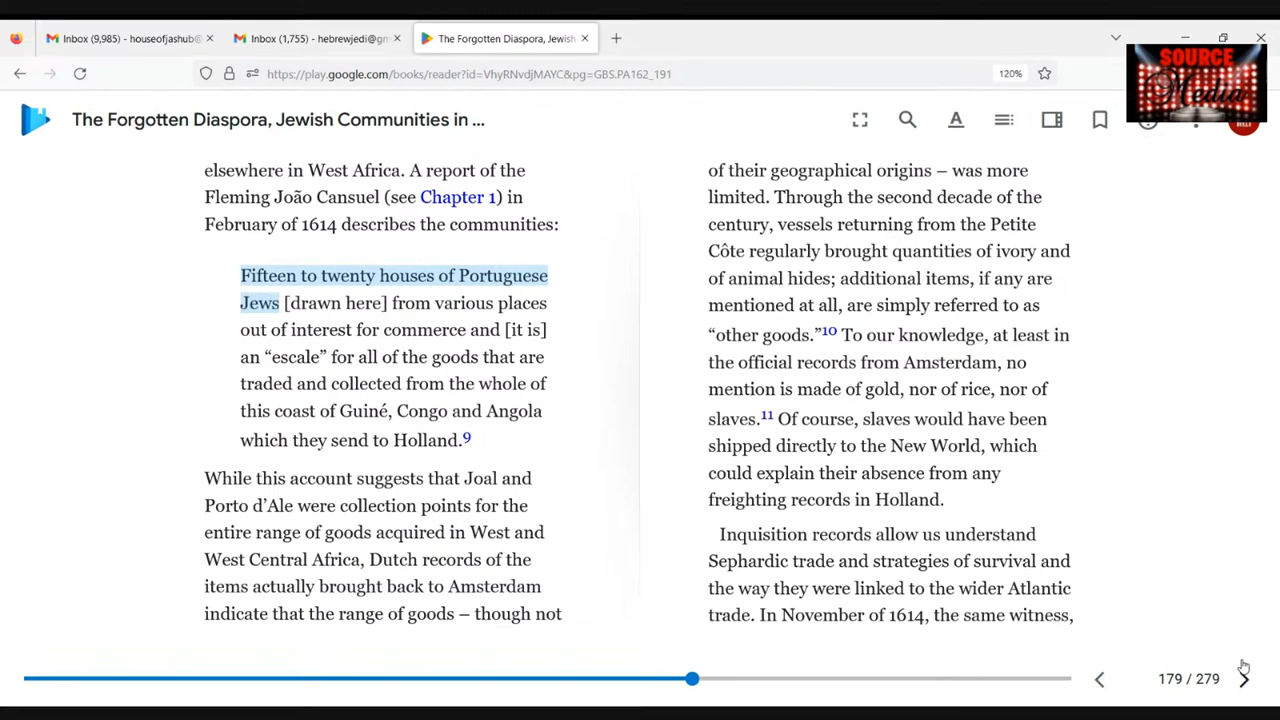 Inbox (9,985) - houseofjashub@
Inbox (1,755) - hebrewjedi@gm
The Forgotten Diaspora, Jewish
https://play.google.com/books/reader?id=VhyRNvdjMAYC&pg=GBS.PA162_191
120%
SOURCE
Media
The Forgotten Diaspora, Jewish Communities in ...
elsewhere in West Africa. A report of the
Fleming João Cansuel (see Chapter 1) in
February of 1614 describes the communities:
Fifteen to twenty houses of Portuguese
Jews [drawn here] from various places
out of interest for commerce and [it is]
an “escale” for all of the goods that are
traded and collected from the whole of
this coast of Guiné, Congo and Angola
which they send to Holland.9
While this account suggests that Joal and
Porto d’Ale were collection points for the
entire range of goods acquired in West and
West Central Africa, Dutch records of the
items actually brought back to Amsterdam
indicate that the range of goods – though not
of their geographical origins – was more
limited. Through the second decade of the
century, vessels returning from the Petite
Côte regularly brought quantities of ivory and
of animal hides; additional items, if any are
mentioned at all, are simply referred to as
“other goods.”10 To our knowledge, at least in
the official records from Amsterdam, no
mention is made of gold, nor of rice, nor of
slaves.11 Of course, slaves would have been
shipped directly to the New World, which
could explain their absence from any
freighting records in Holland.
Inquisition records allow us understand
Sephardic trade and strategies of survival and
the way they were linked to the wider Atlantic
trade. In November of 1614, the same witness,
179 / 279